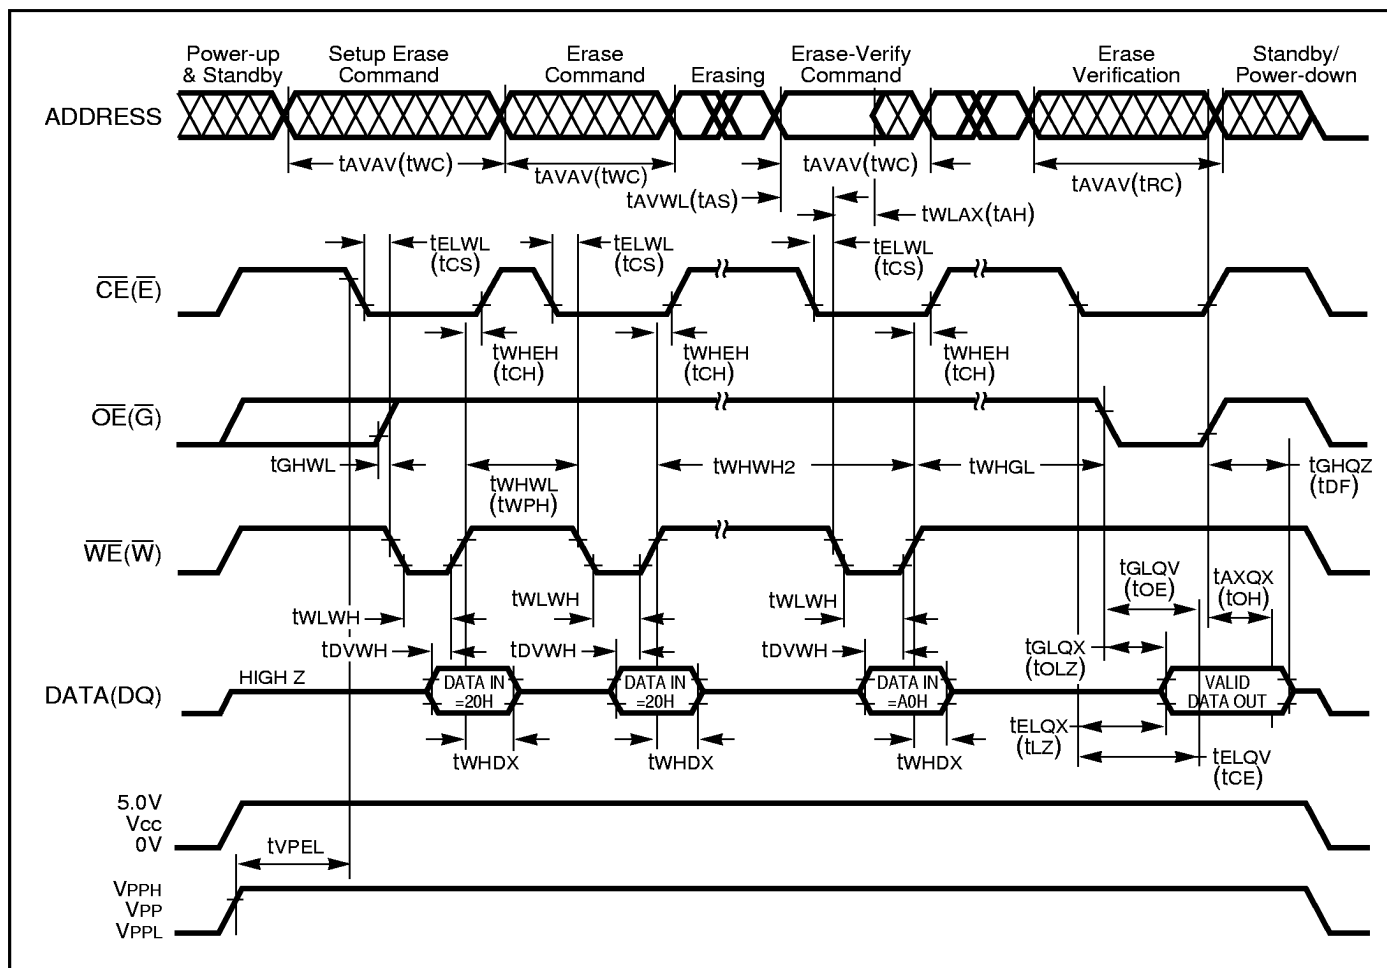 Power-up
& Standby
Setup Erase
Command
Erase
Command
Erasing
Erase-Verify
Command
Erase
Verification
Standby/
Power-down
ADDRESS
tAVAV(tWC)
tAVAV(tWC)
tAVAV(tWC)
tAVAV(tRC)
tAVWL(tAS)
tWLAX(tAH)
tELWL
(tCS)
tELWL
(tCS)
tELWL
(tCS)
CE(E)
tWHEH
(tCH)
tWHEH
(tCH)
tWHEH
(tCH)
OE(G)
tGHWL
tWHWL
(tWPH)
tWHWH2
tWHGL
tGHQZ
(tDF)
WE(W)
tGLQV
(tOE)
tAXQX
(tOH)
tWLWH
tWLWH
tWLWH
tDVWH
tDVWH
tDVWH
tGLQX
(tOLZ)
DATA(DQ)
HIGH Z
DATA IN
=20H
DATA IN
=20H
DATA IN
=A0H
VALID
DATA OUT
tWHDX
tWHDX
tWHDX
tELQX
(tLZ)
tELQV
(tCE)
5.0V
VCC
0V
tVPEL
VPPH
VPP
VPPL